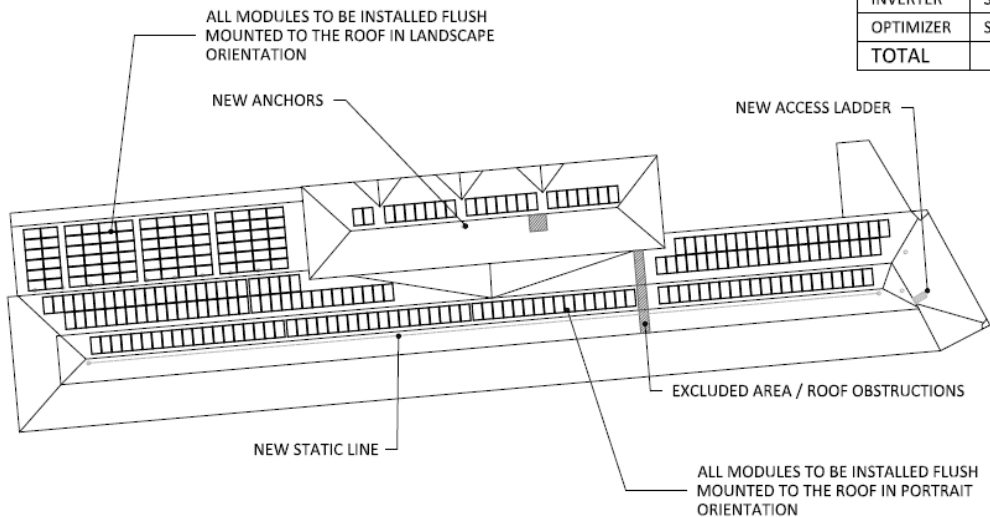 INVERTER S
OPTIMIZER S
TOTAL
ALL MODULES TO BE INSTALLED FLUSH
MOUNTED TO THE ROOF IN LANDSCAPE
ORIENTATION
NEW ANCHORS
NEW ACCESS LADDER
EXCLUDED AREA / ROOF OBSTRUCTIONS
NEW STATIC LINE
ALL MODULES TO BE INSTALLED FLUSH
MOUNTED TO THE ROOF IN PORTRAIT
ORIENTATION